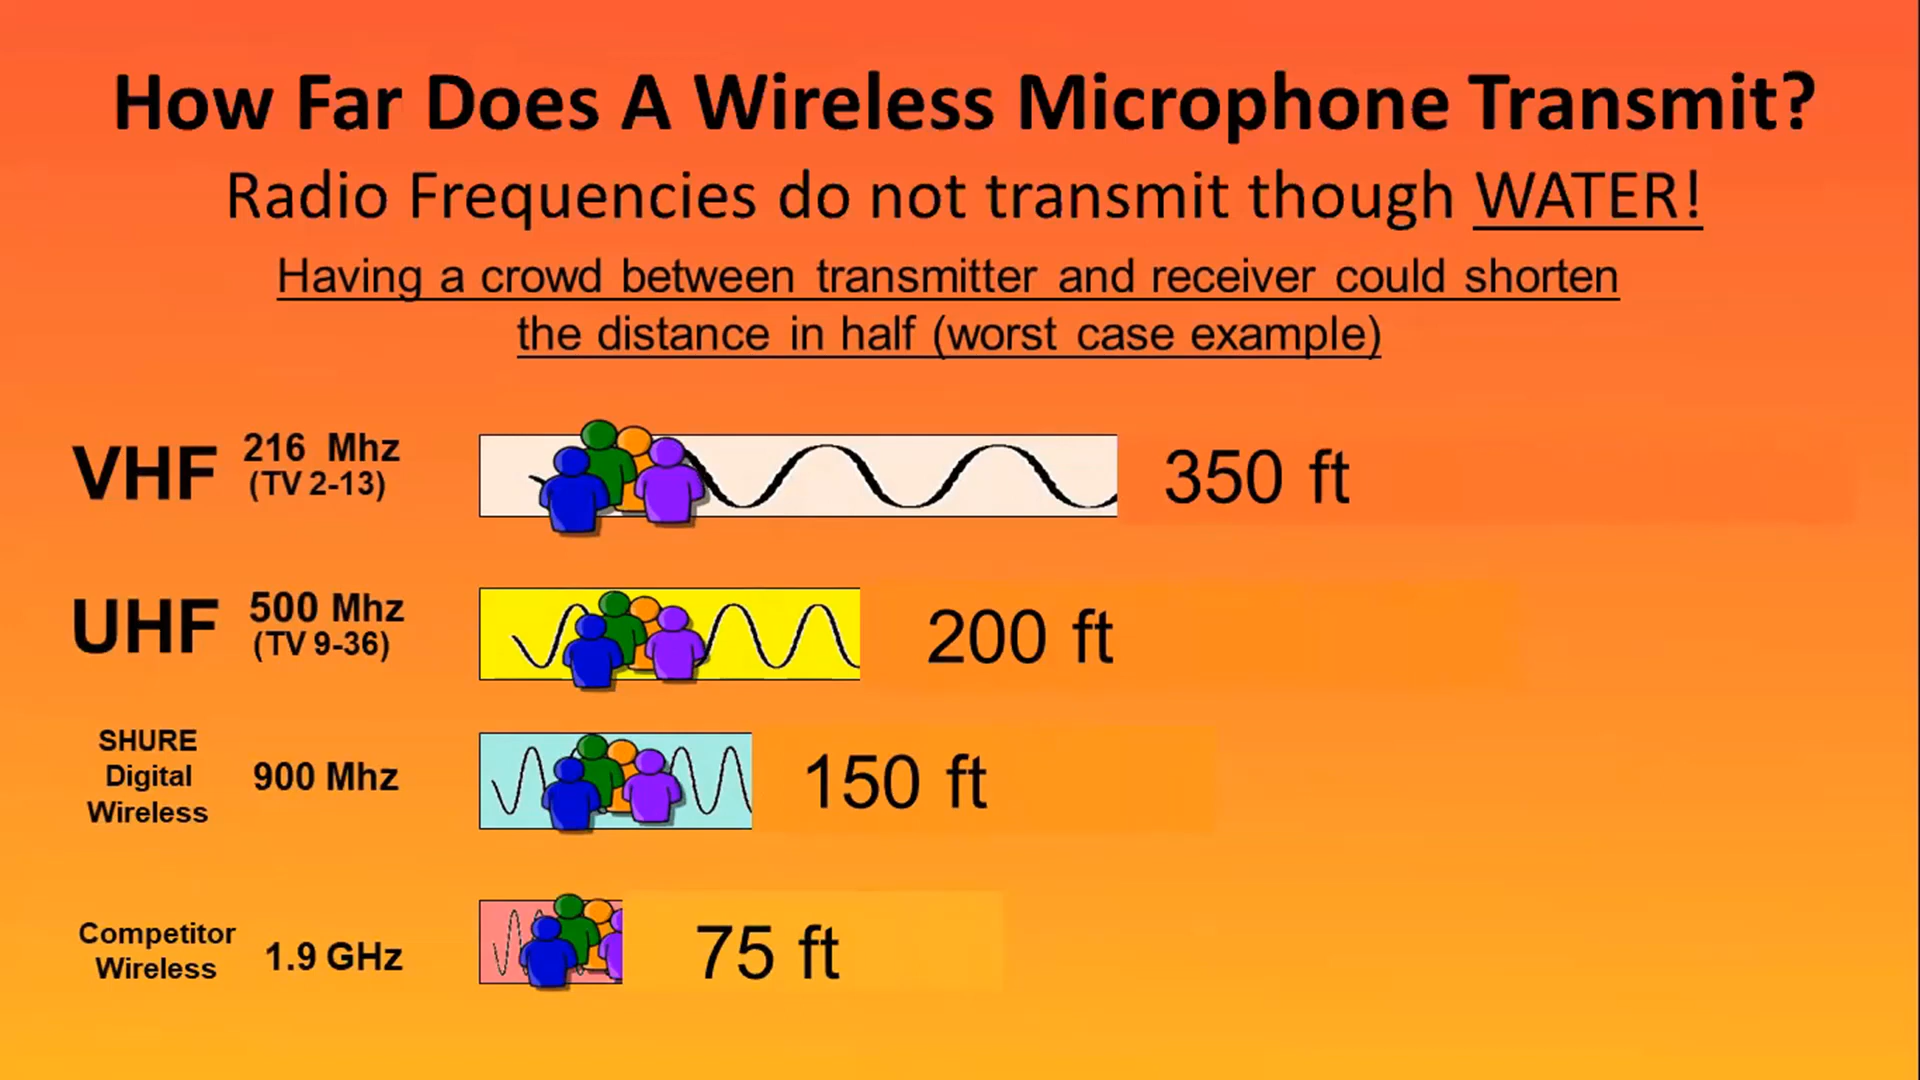 How Far Does A Wireless Microphone Transmit?
Radio Frequencies do not transmit though WATER!
Having a crowd between transmitter and receiver could shorten
the distance in half (worst case example)
VHF 216 Mhz
(TV 2-13)
350 ft
UHF 500 Mhz
(TV 9-36)
200 ft
SHURE
Digital
Wireless
900 Mhz
150 ft
Competitor
Wireless
1.9 GHz
75 ft